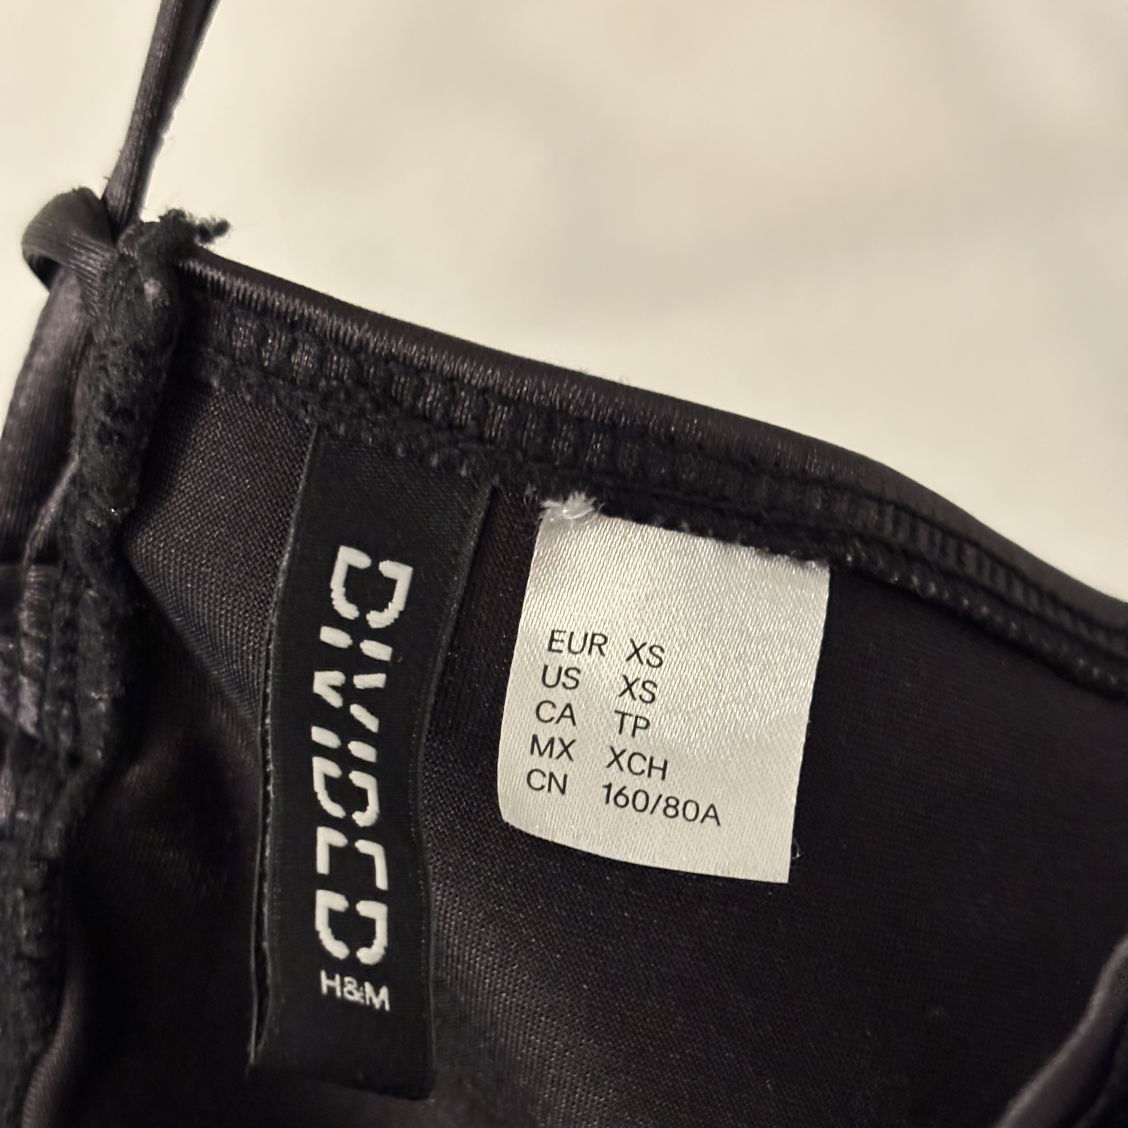 DIVIDED
H&M
EUR XS
US XS
CA TP
MX XCH
CN 160/80A